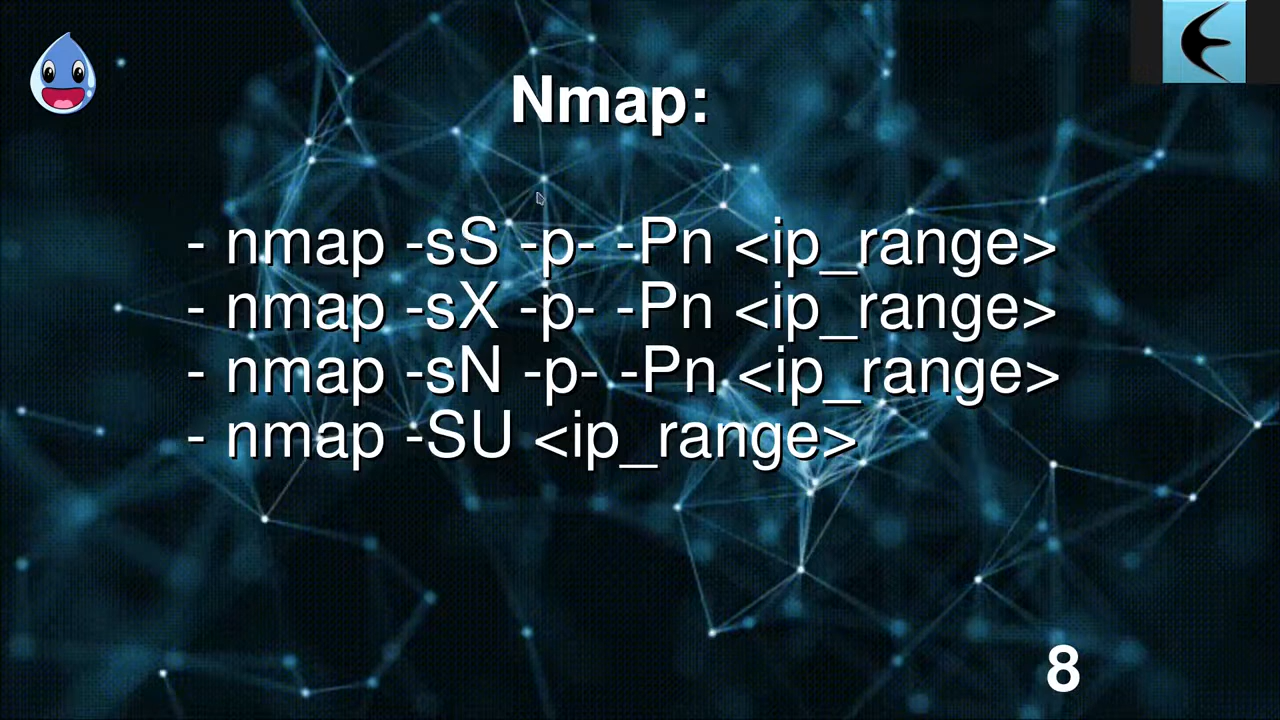 Nmap:
- nmap -sS -p- -Pn <ip_range>
- nmap -sX -p- -Pn <ip_range>
- nmap -sN -p- -Pn <ip_range>
- nmap -SU <ip_range>
8